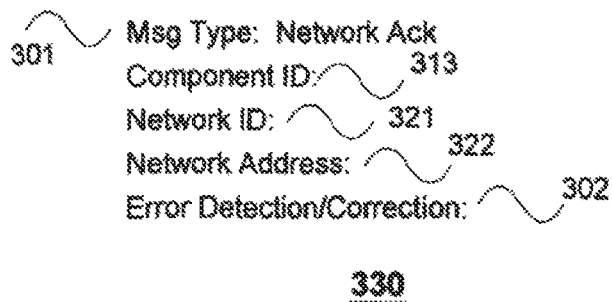 301 Msg Type: Network Ack
Component ID: 313
Network ID: 321
Network Address: 322
Error Detection/Correction: 302
330